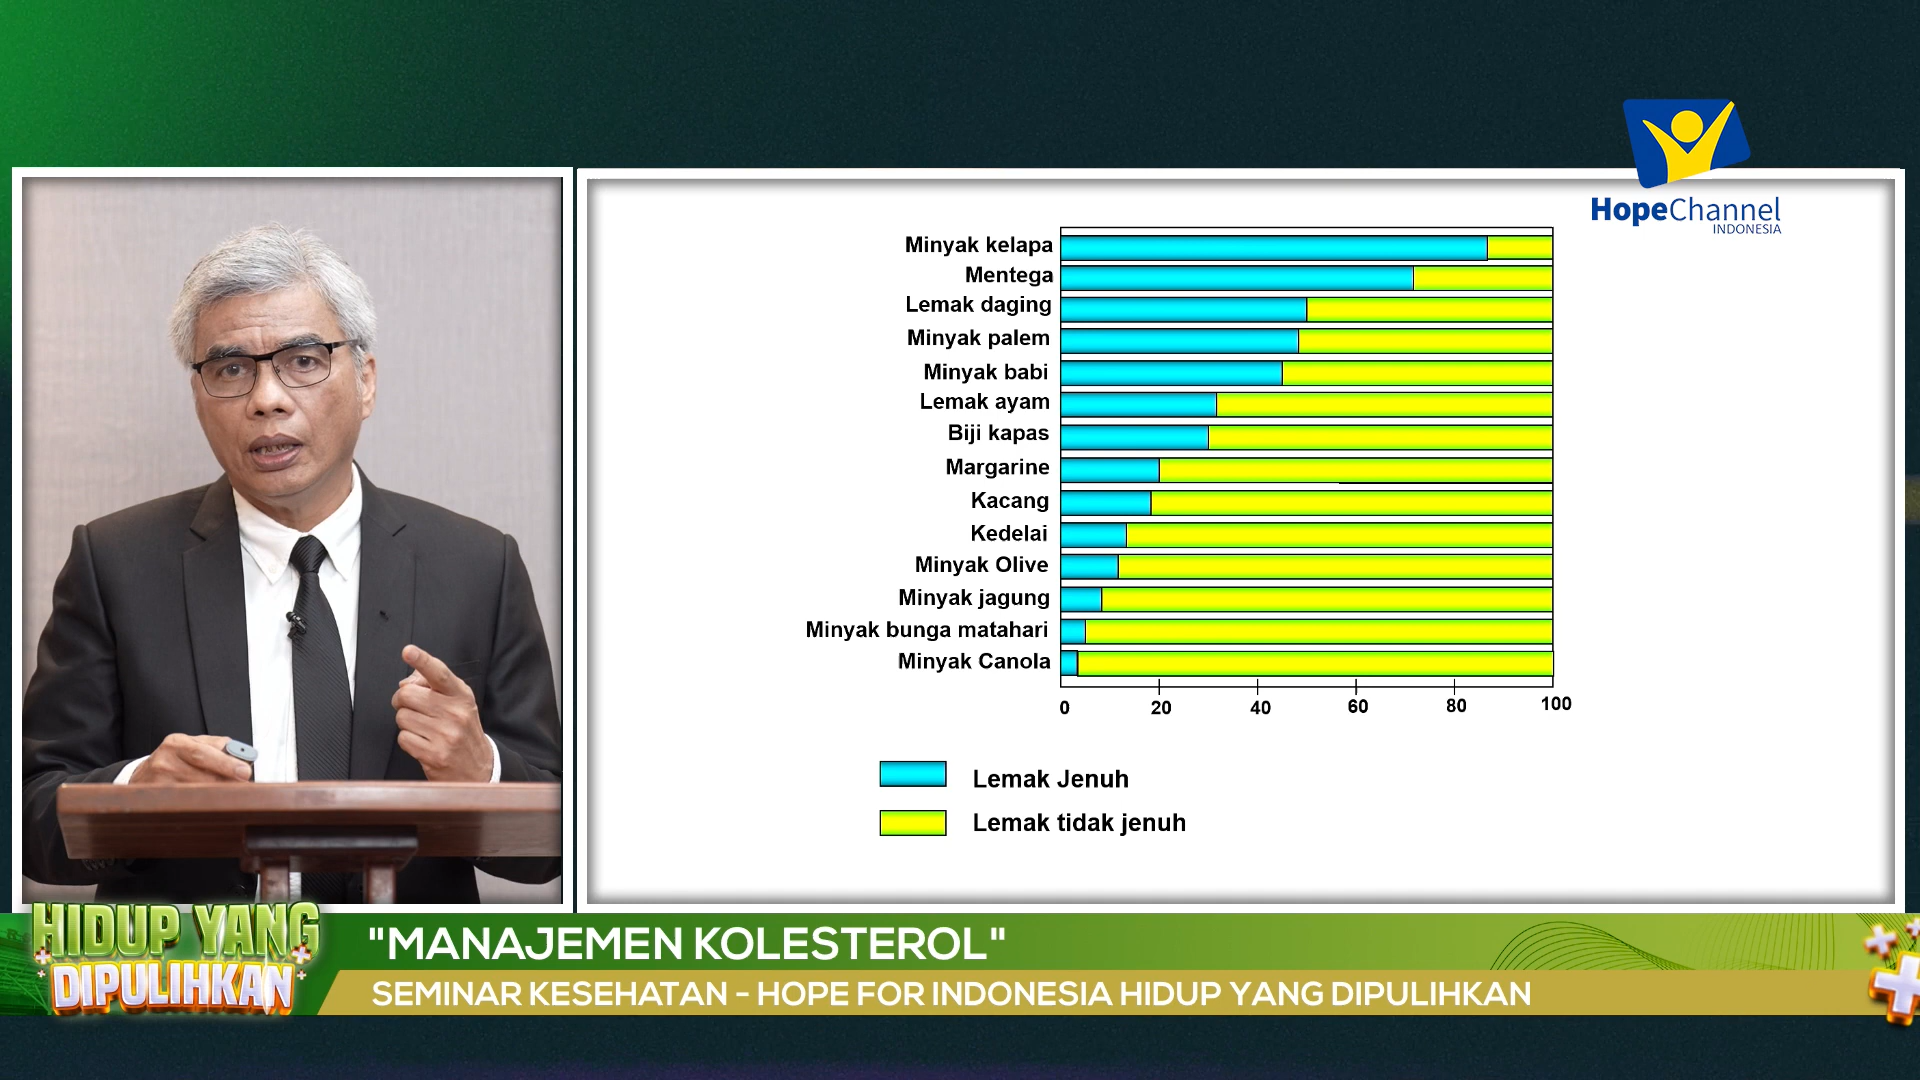 HopeChannel
INDONESIA
Minyak kelapa
Mentega
Lemak daging
Minyak palem
Minyak babi
Lemak ayam
Biji kapas
Margarine
Kacang
Kedelai
Minyak Olive
Minyak jagung
Minyak bunga matahari
Minyak Canola
0 20 40 60 80 100
Lemak Jenuh
Lemak tidak jenuh
HIDUP YANG
DIPULIHKAN
"MANAJEMEN KOLESTEROL"
SEMINAR KESEHATAN - HOPE FOR INDONESIA HIDUP YANG DIPULIHKAN